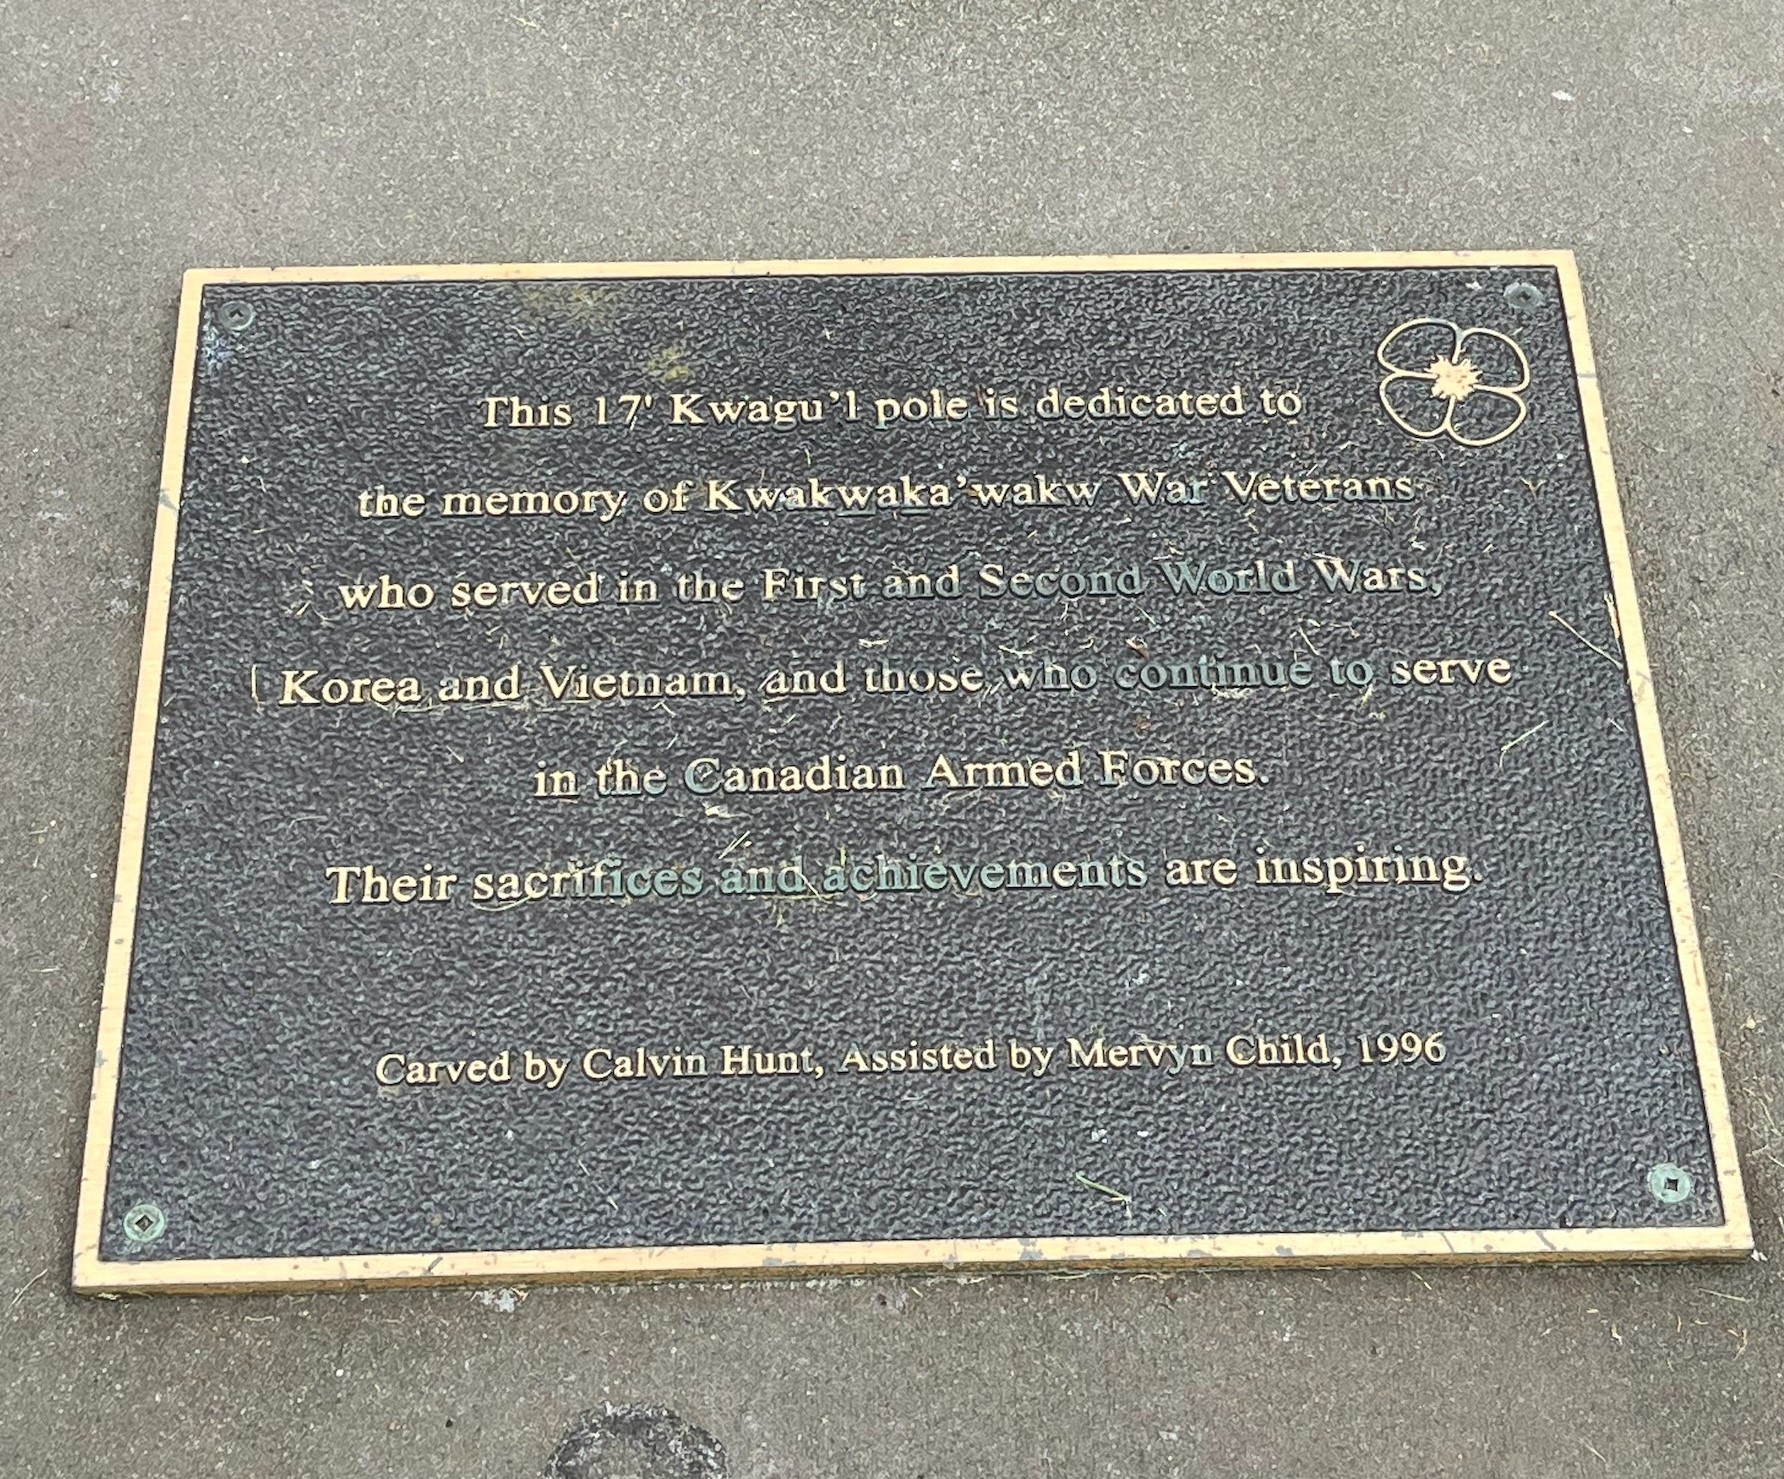 This 17' Kwagu'l pole is dedicated to
the memory of Kwakwaka'wakw War Veterans
who served in the First and Second World Wars,
Korea and Vietnam, and those who continue to serve
in the Canadian Armed Forces.
Their sacrifices and achievements are inspiring.
Carved by Calvin Hunt, Assisted by Mervyn Child, 1996